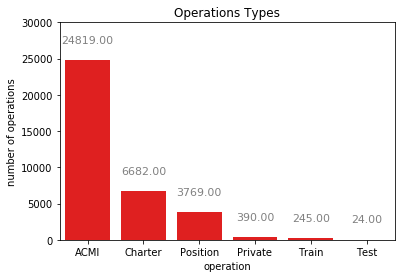 Operations Types
30000
25000
20000
15000
10000
5000
0
number of operations
24819.00
6682.00
3769.00
390.00
245.00
24.00
ACMI
Charter
Position
Private
Train
Test
operation